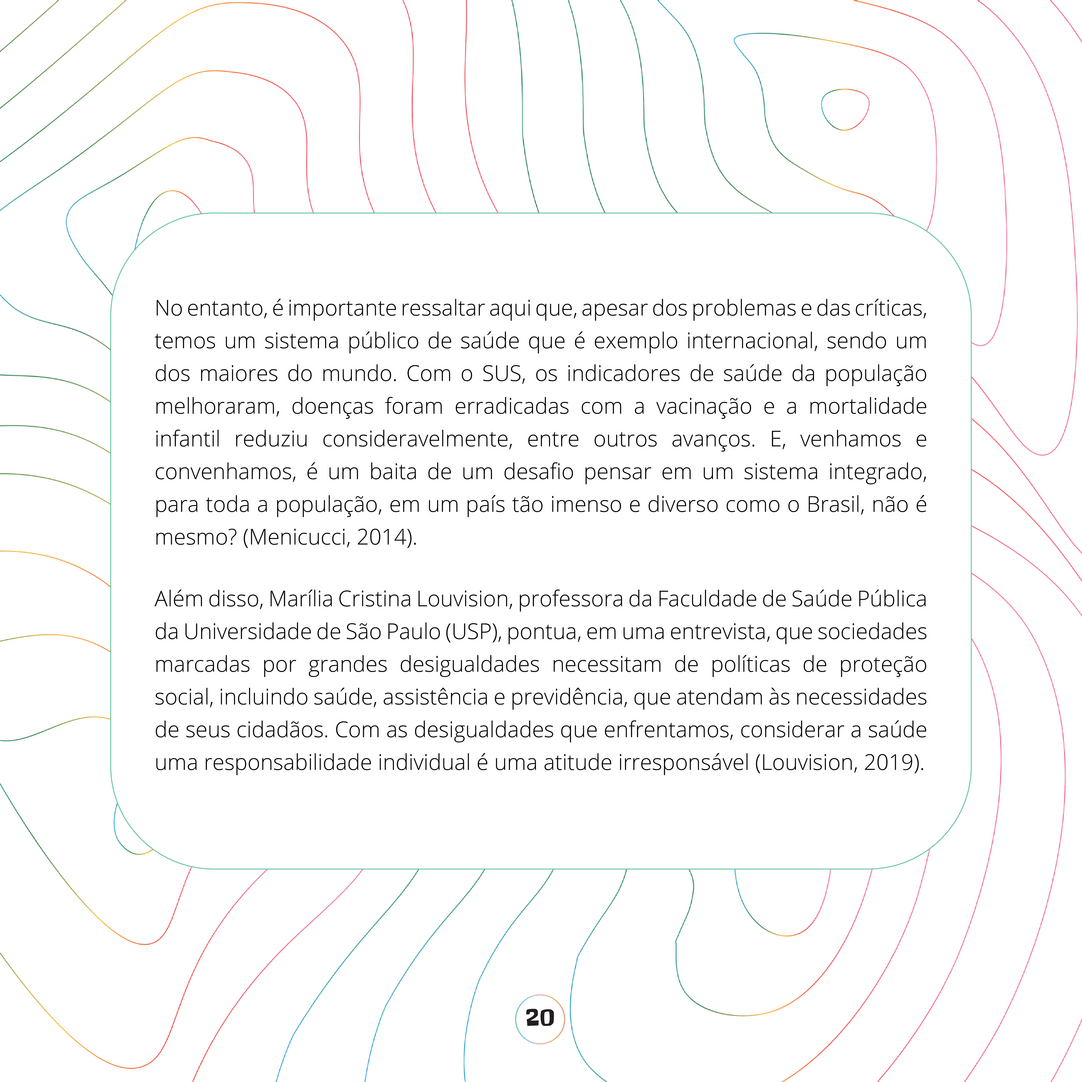 No entanto, é importante ressaltar aqui que, apesar dos problemas e das críticas,
temos um sistema público de saúde que é exemplo internacional, sendo um
dos maiores do mundo. Com o SUS, os indicadores de saúde da população
melhoraram, doenças foram erradicadas com a vacinação e a mortalidade
infantil reduziu consideravelmente, entre outros avanços. E, venhamos e
convenhamos, é um baita de um desafio pensar em um sistema integrado,
para toda a população, em um país tão imenso e diverso como o Brasil, não é
mesmo? (Menicucci, 2014).
Além disso, Marília Cristina Louvision, professora da Faculdade de Saúde Pública
da Universidade de São Paulo (USP), pontua, em uma entrevista, que sociedades
marcadas por grandes desigualdades necessitam de políticas de proteção
social, incluindo saúde, assistência e previdência, que atendam às necessidades
de seus cidadãos. Com as desigualdades que enfrentamos, considerar a saúde
uma responsabilidade individual é uma atitude irresponsável (Louvision, 2019).
20